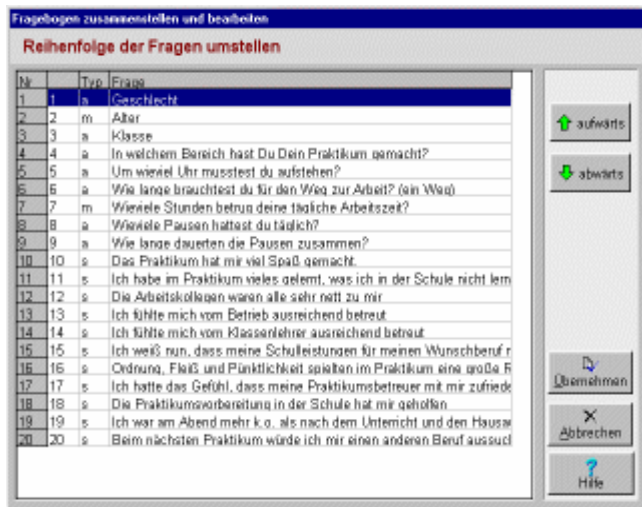 Fragebogen zusammenstellen und bearbeiten
Reihenfolge der Fragen umstellen
Nr Typ Frage
1 1 a Geschlecht
2 2 m Alter
3 3 a Klasse
4 4 a In welchem Bereich hast Du Dein Praktikum gemacht?
5 5 a Um wieviel Uhr musstest du aufstehen?
6 6 a Wie lange brauchtest du für den Weg zur Arbeit? (ein Weg)
7 7 m Wieviele Stunden betrug deine tägliche Arbeitszeit?
8 8 a Wieviele Pausen hattest du täglich?
9 9 a Wie lange dauerten die Pausen zusammen?
10 10 s Das Praktikum hat mir viel Spaß gemacht.
11 11 s Ich habe im Praktikum vieles gelernt, was ich in der Schule nicht lern
12 12 s Die Arbeitskollegen waren alle sehr nett zu mir
13 13 s Ich fühlte mich vom Betrieb ausreichend betreut
14 14 s Ich fühlte mich vom Klassenlehrer ausreichend betreut
15 15 s Ich weiß nun, dass meine Schulleistungen für meinen Wunschberuf r
16 16 s Ordnung, Fleiß und Pünktlichkeit spielten im Praktikum eine große R
17 17 s Ich hatte das Gefühl, dass meine Praktikumsbetreuer mit mir zufriede
18 18 s Die Praktikumsvorbereitung in der Schule hat mir geholfen
19 19 s Ich war am Abend mehr k.o. als nach dem Unterricht und den Hausa
20 20 s Beim nächsten Praktikum würde ich mir einen anderen Beruf aussuc
aufwärts
abwärts
Übernehmen
Abbrechen
Hilfe